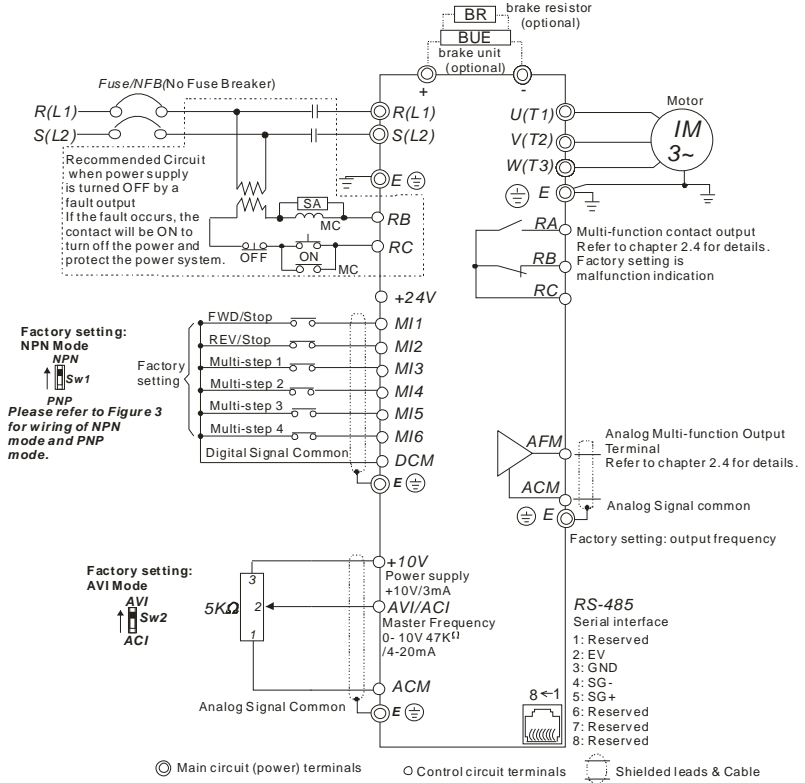 brake resistor
(optional)
BR
BUE
brake unit
(optional)
+
-
Fuse/NFB(No Fuse Breaker)
R(L1)
R(L1)
S(L2)
S(L2)
E
Recommended Circuit
when power supply
is turned OFF by a
fault output
If the fault occurs, the
contact will be ON to
turn off the power and
protect the power system.
SA
MC
RB
OFF
ON
MC
RC
U(T1)
V(T2)
W(T3)
E
Motor
IM
3~
RA
RB
RC
Multi-function contact output
Refer to chapter 2.4 for details.
Factory setting is
malfunction indication
+24V
FWD/Stop
MI1
REV/Stop
MI2
Multi-step 1
MI3
Multi-step 2
MI4
Multi-step 3
MI5
Multi-step 4
MI6
Digital Signal Common
DCM
E
Factory setting:
NPN Mode
NPN
Sw1
PNP
Please refer to Figure 3
for wiring of NPN
mode and PNP
mode.
Factory
setting
AFM
ACM
E
Analog Multi-function Output
Terminal
Refer to chapter 2.4 for details.
Analog Signal common
Factory setting: output frequency
Factory setting:
AVI Mode
AVI
Sw2
ACI
5KΩ
3
2
1
+10V
Power supply
+10V/3mA
AVI/ACI
Master Frequency
0- 10V 47KΩ
/4-20mA
ACM
Analog Signal Common
E
RS-485
Serial interface
1: Reserved
2: EV
3: GND
4: SG-
5: SG+
6: Reserved
7: Reserved
8: Reserved
8←1
Main circuit (power) terminals
Control circuit terminals
Shielded leads & Cable